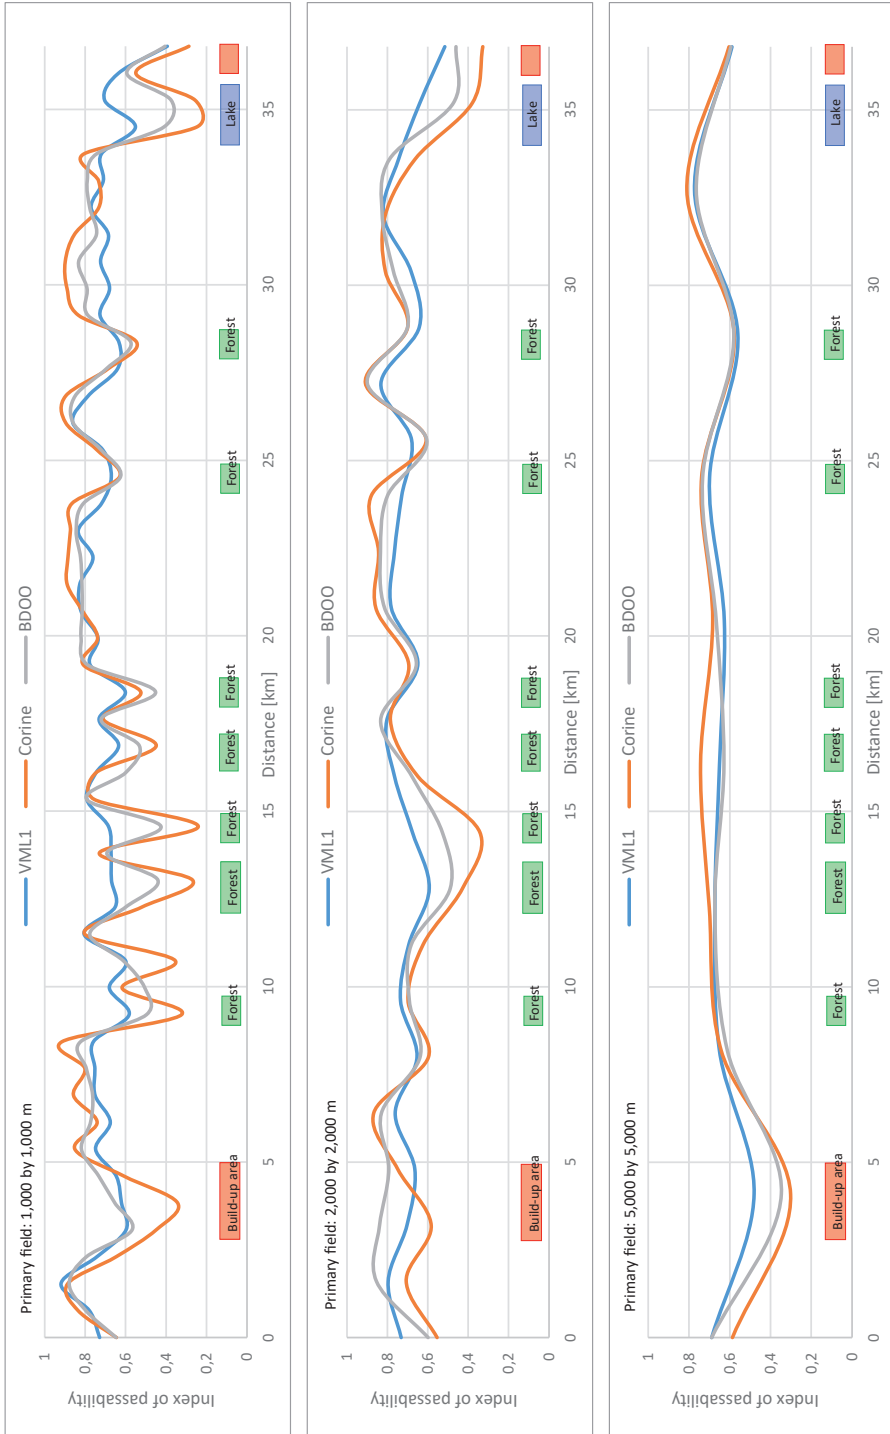 Primary field: 1,000 by 1,000 m
VML1 Corine BDOO
Index of passability
1
0,8
0,6
0,4
0,2
0
Build-up area Forest Forest Forest Forest Forest Forest Forest Lake
0 5 10 15 20 25 30 35
Distance [km]
Primary field: 2,000 by 2,000 m
VML1 Corine BDOO
Index of passability
1
0,8
0,6
0,4
0,2
0
Build-up area Forest Forest Forest Forest Forest Forest Forest Lake
0 5 10 15 20 25 30 35
Distance [km]
Primary field: 5,000 by 5,000 m
VML1 Corine BDOO
Index of passability
1
0,8
0,6
0,4
0,2
0
Build-up area Forest Forest Forest Forest Forest Forest Forest Lake
0 5 10 15 20 25 30 35
Distance [km]